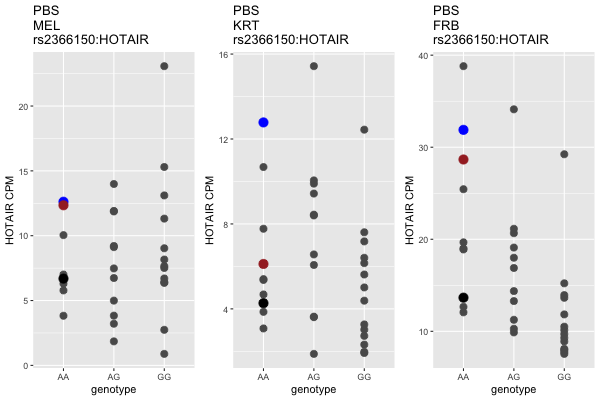 PBS
MEL
rs2366150:HOTAIR
HOTAIR CPM
20
15
10
5
0
AA AG GG
genotype
PBS
KRT
rs2366150:HOTAIR
HOTAIR CPM
16
12
8
4
AA AG GG
genotype
PBS
FRB
rs2366150:HOTAIR
HOTAIR CPM
40
30
20
10
AA AG GG
genotype